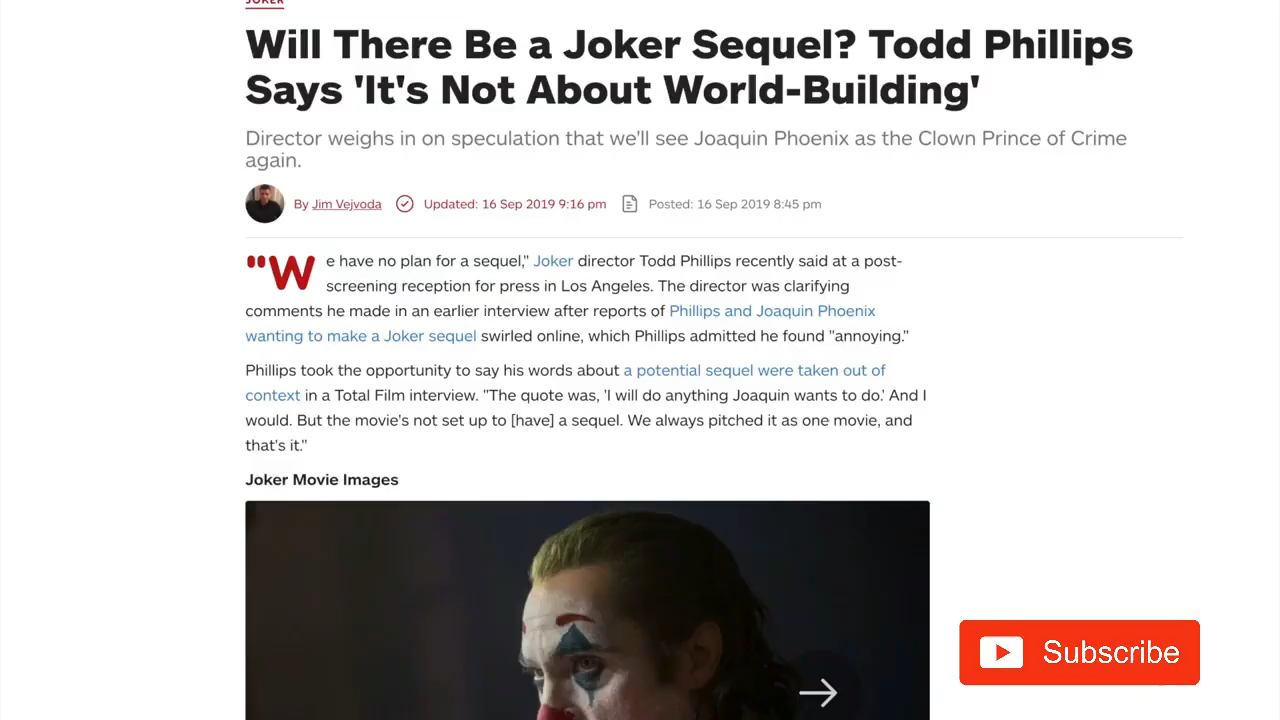 JOKER
Will There Be a Joker Sequel? Todd Phillips
Says 'It's Not About World-Building'
Director weighs in on speculation that we'll see Joaquin Phoenix as the Clown Prince of Crime
again.
By Jim Vejvoda Updated: 16 Sep 2019 9:16 pm Posted: 16 Sep 2019 8:45 pm
"We have no plan for a sequel," Joker director Todd Phillips recently said at a post-
screening reception for press in Los Angeles. The director was clarifying
comments he made in an earlier interview after reports of Phillips and Joaquin Phoenix
wanting to make a Joker sequel swirled online, which Phillips admitted he found "annoying."
Phillips took the opportunity to say his words about a potential sequel were taken out of
context in a Total Film interview. "The quote was, 'I will do anything Joaquin wants to do.' And I
would. But the movie's not set up to [have] a sequel. We always pitched it as one movie, and
that's it."
Joker Movie Images
Subscribe